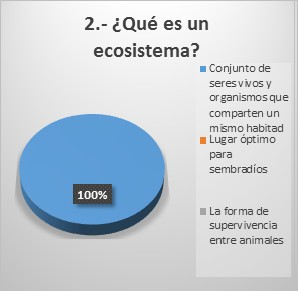 2.- ¿Qué es un
ecosistema?
Conjunto de
seres vivos y
organismos que
comparten un
mismo habitad
Lugar óptimo
para
sembradíos
La forma de
supervivencia
entre animales
100%